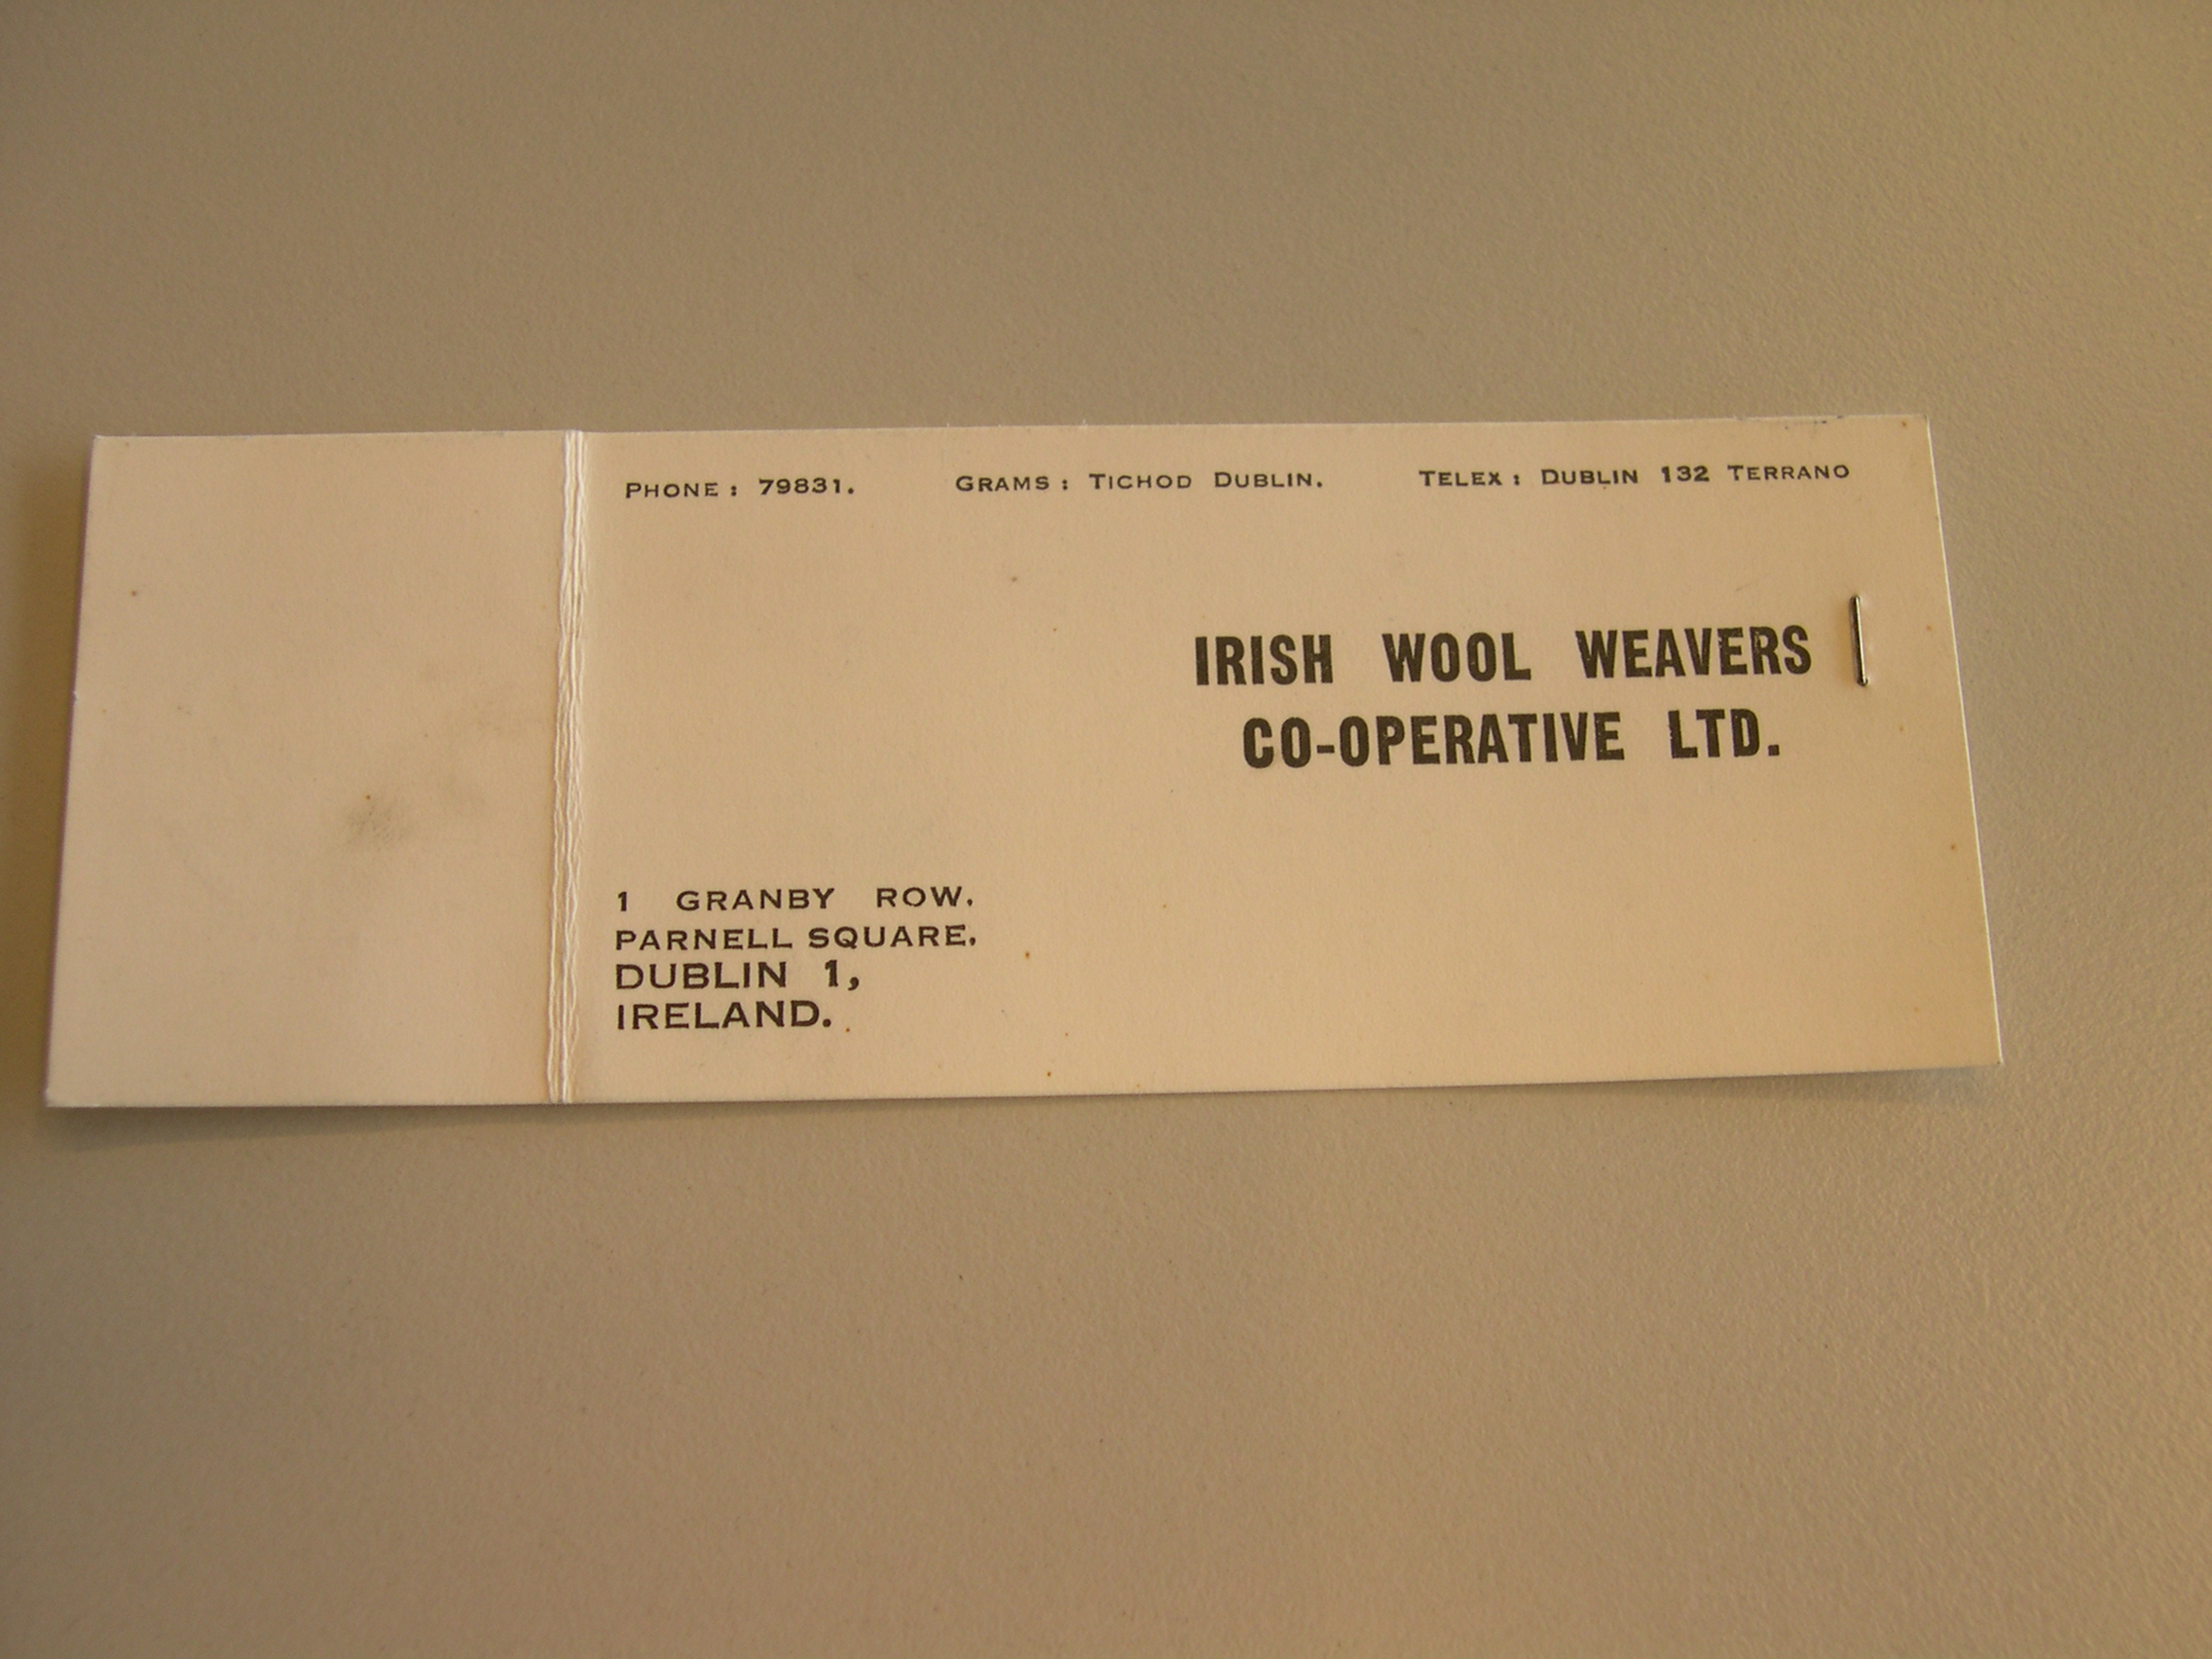 PHONE : 79831. GRAMS : TICHOD DUBLIN. TELEX : DUBLIN 132 TERRANO
IRISH WOOL WEAVERS
CO-OPERATIVE LTD.
1 GRANBY ROW.
PARNELL SQUARE.
DUBLIN 1,
IRELAND.